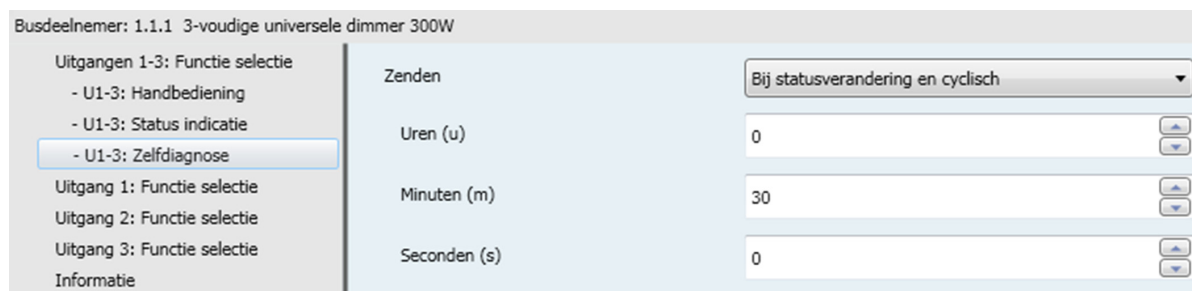 Busdeelnemer: 1.1.1 3-voudige universele dimmer 300W
Uitgangen 1-3: Functie selectie
- U1-3: Handbediening
- U1-3: Status indicatie
- U1-3: Zelfdiagnose
Uitgang 1: Functie selectie
Uitgang 2: Functie selectie
Uitgang 3: Functie selectie
Informatie
Zenden Bij statusverandering en cyclisch
Uren (u) 0
Minuten (m) 30
Seconden (s) 0